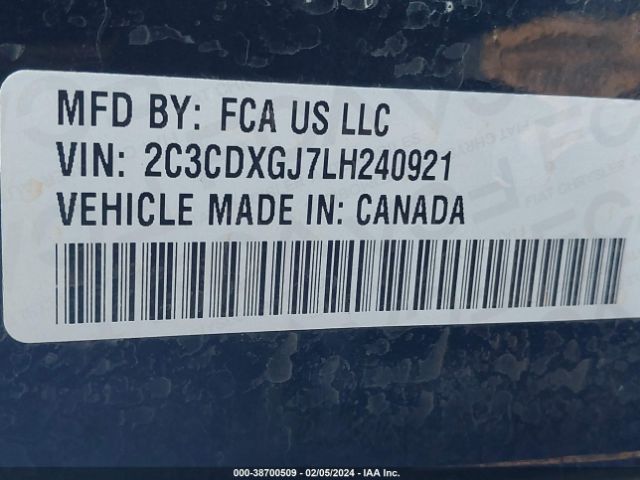 MFD BY: FCA US LLC
VIN: 2C3CDXGJ7LH240921
VEHICLE MADE IN: CANADA
000-38700509 - 02/05/2024 - IAA Inc.